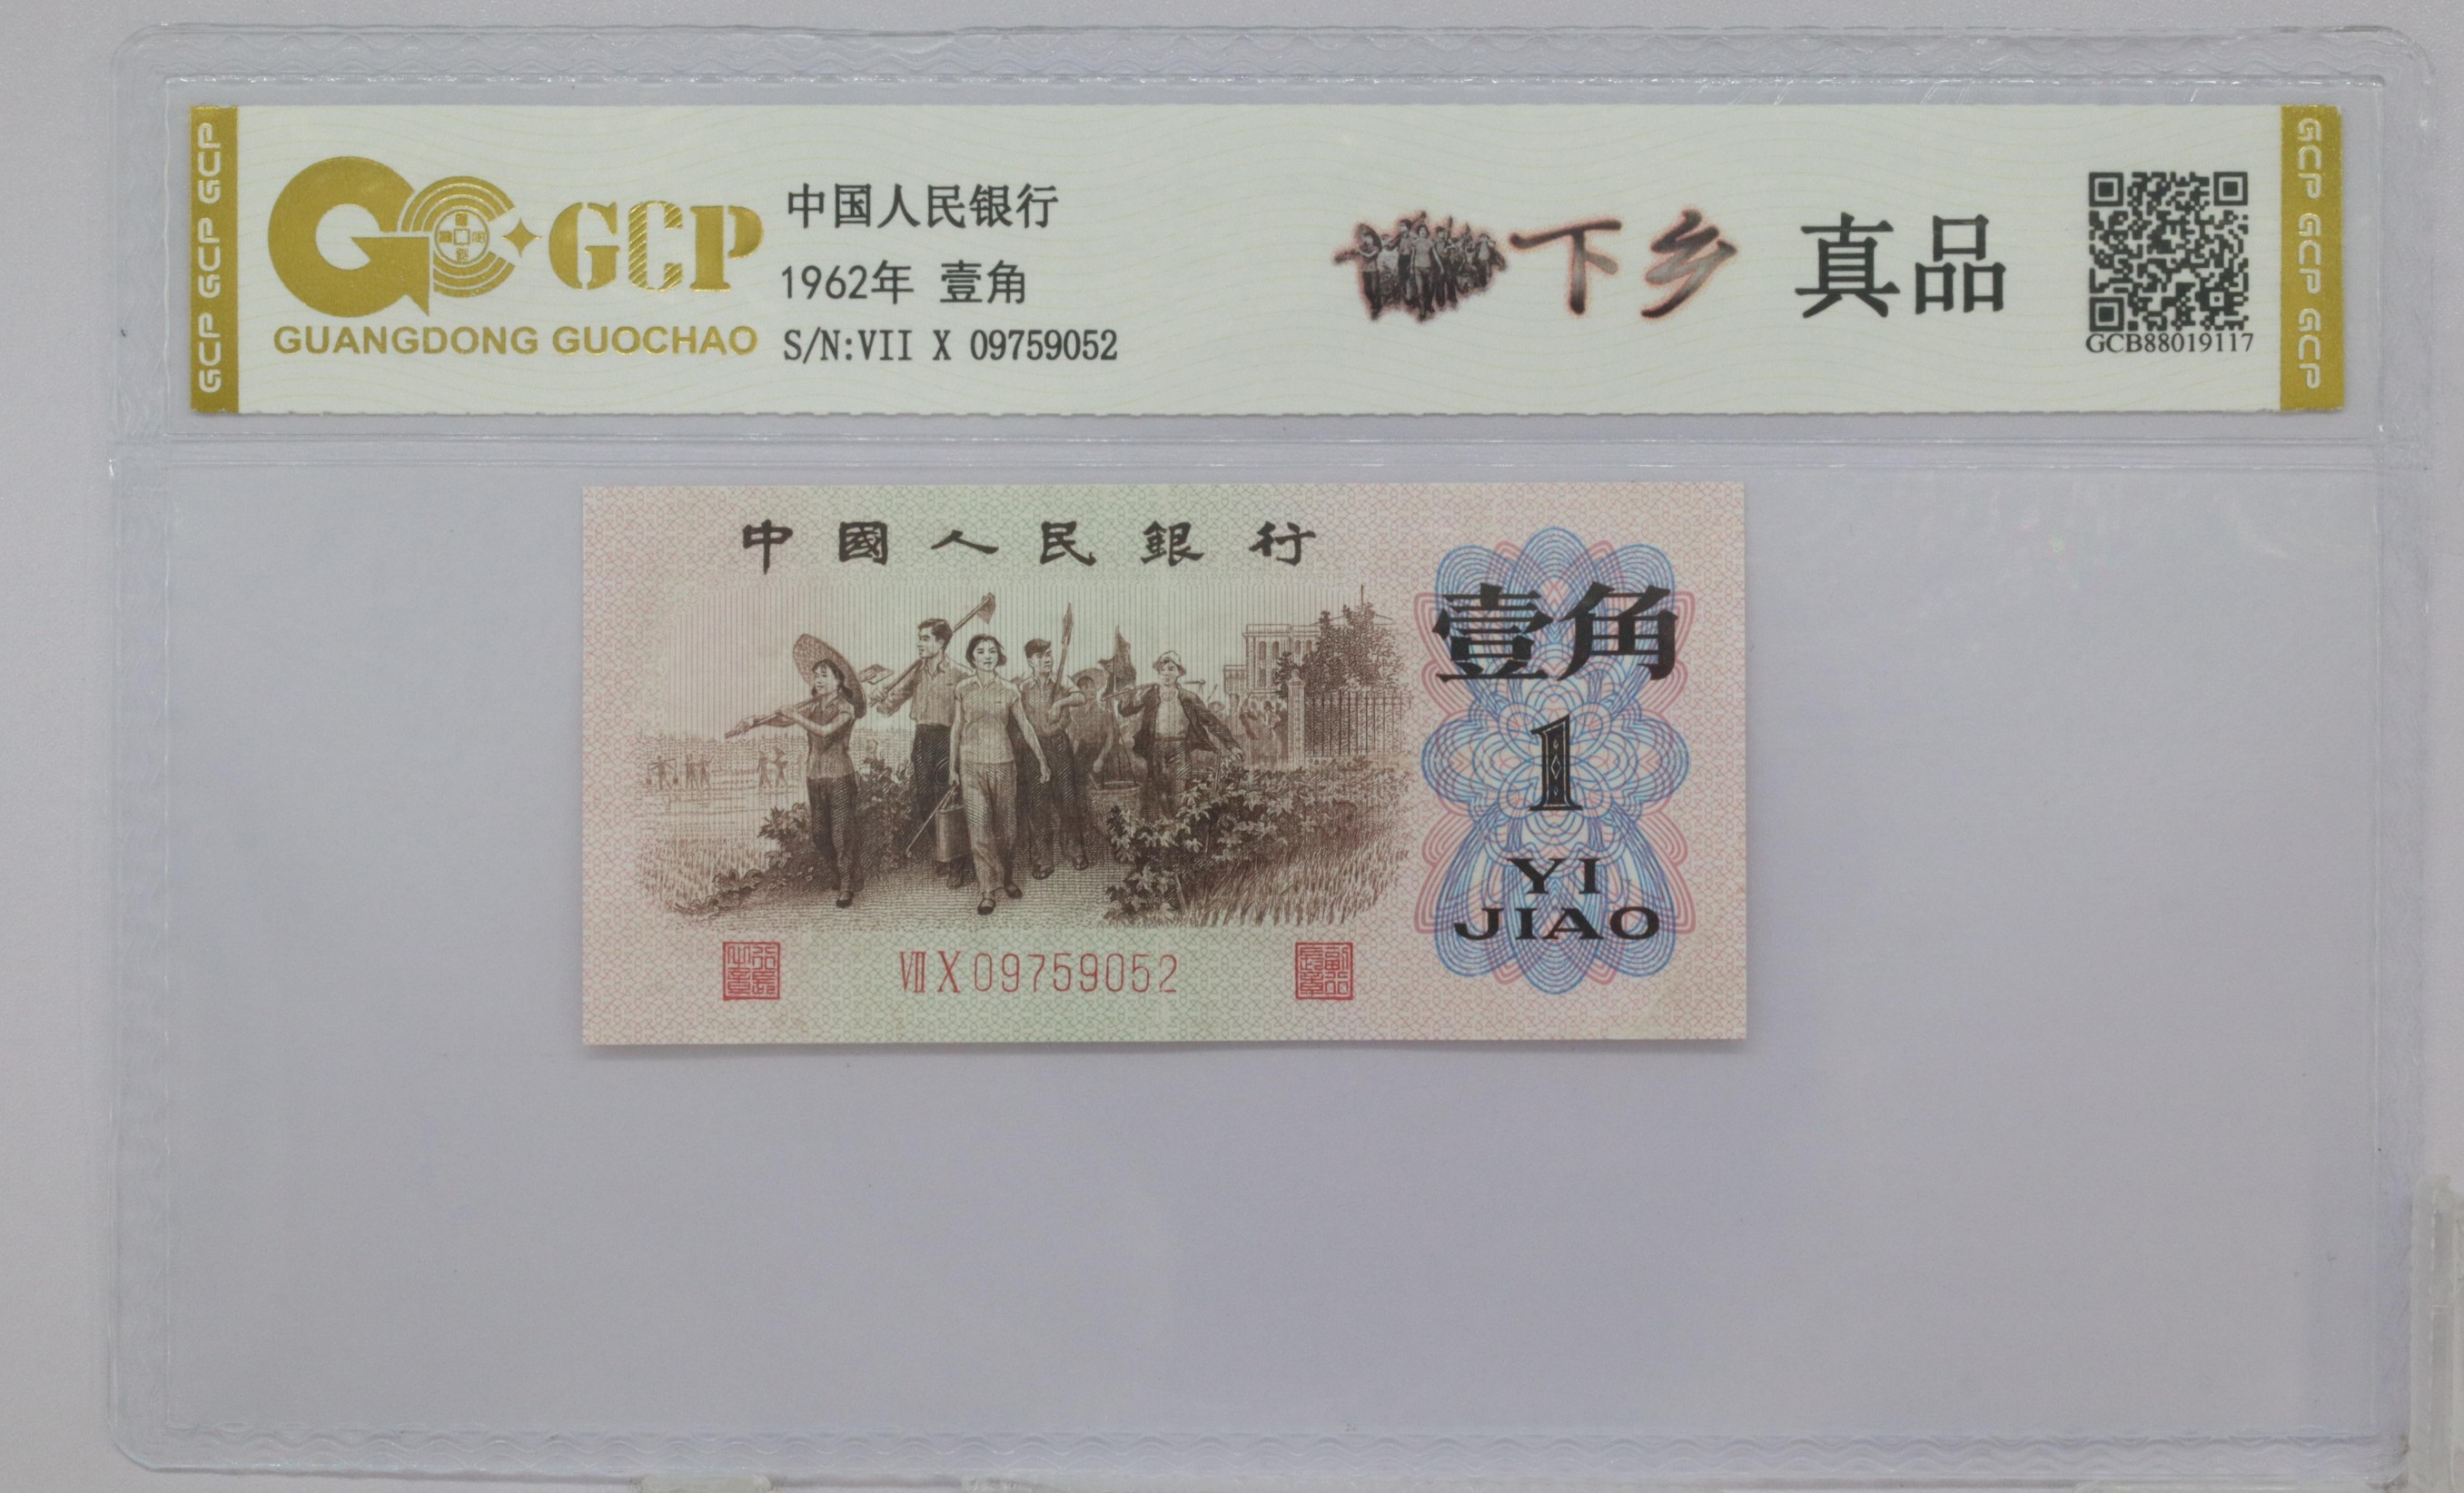 GCP GCP GCP
GCP
GUANGDONG GUOCHAO
中国人民银行
1962年 壹角
S/N:VII X 09759052
下乡 真品
GCB88019117
GCP GCP GCP
中國人民銀行
壹角
1
YI
JIAO
VII X 09759052